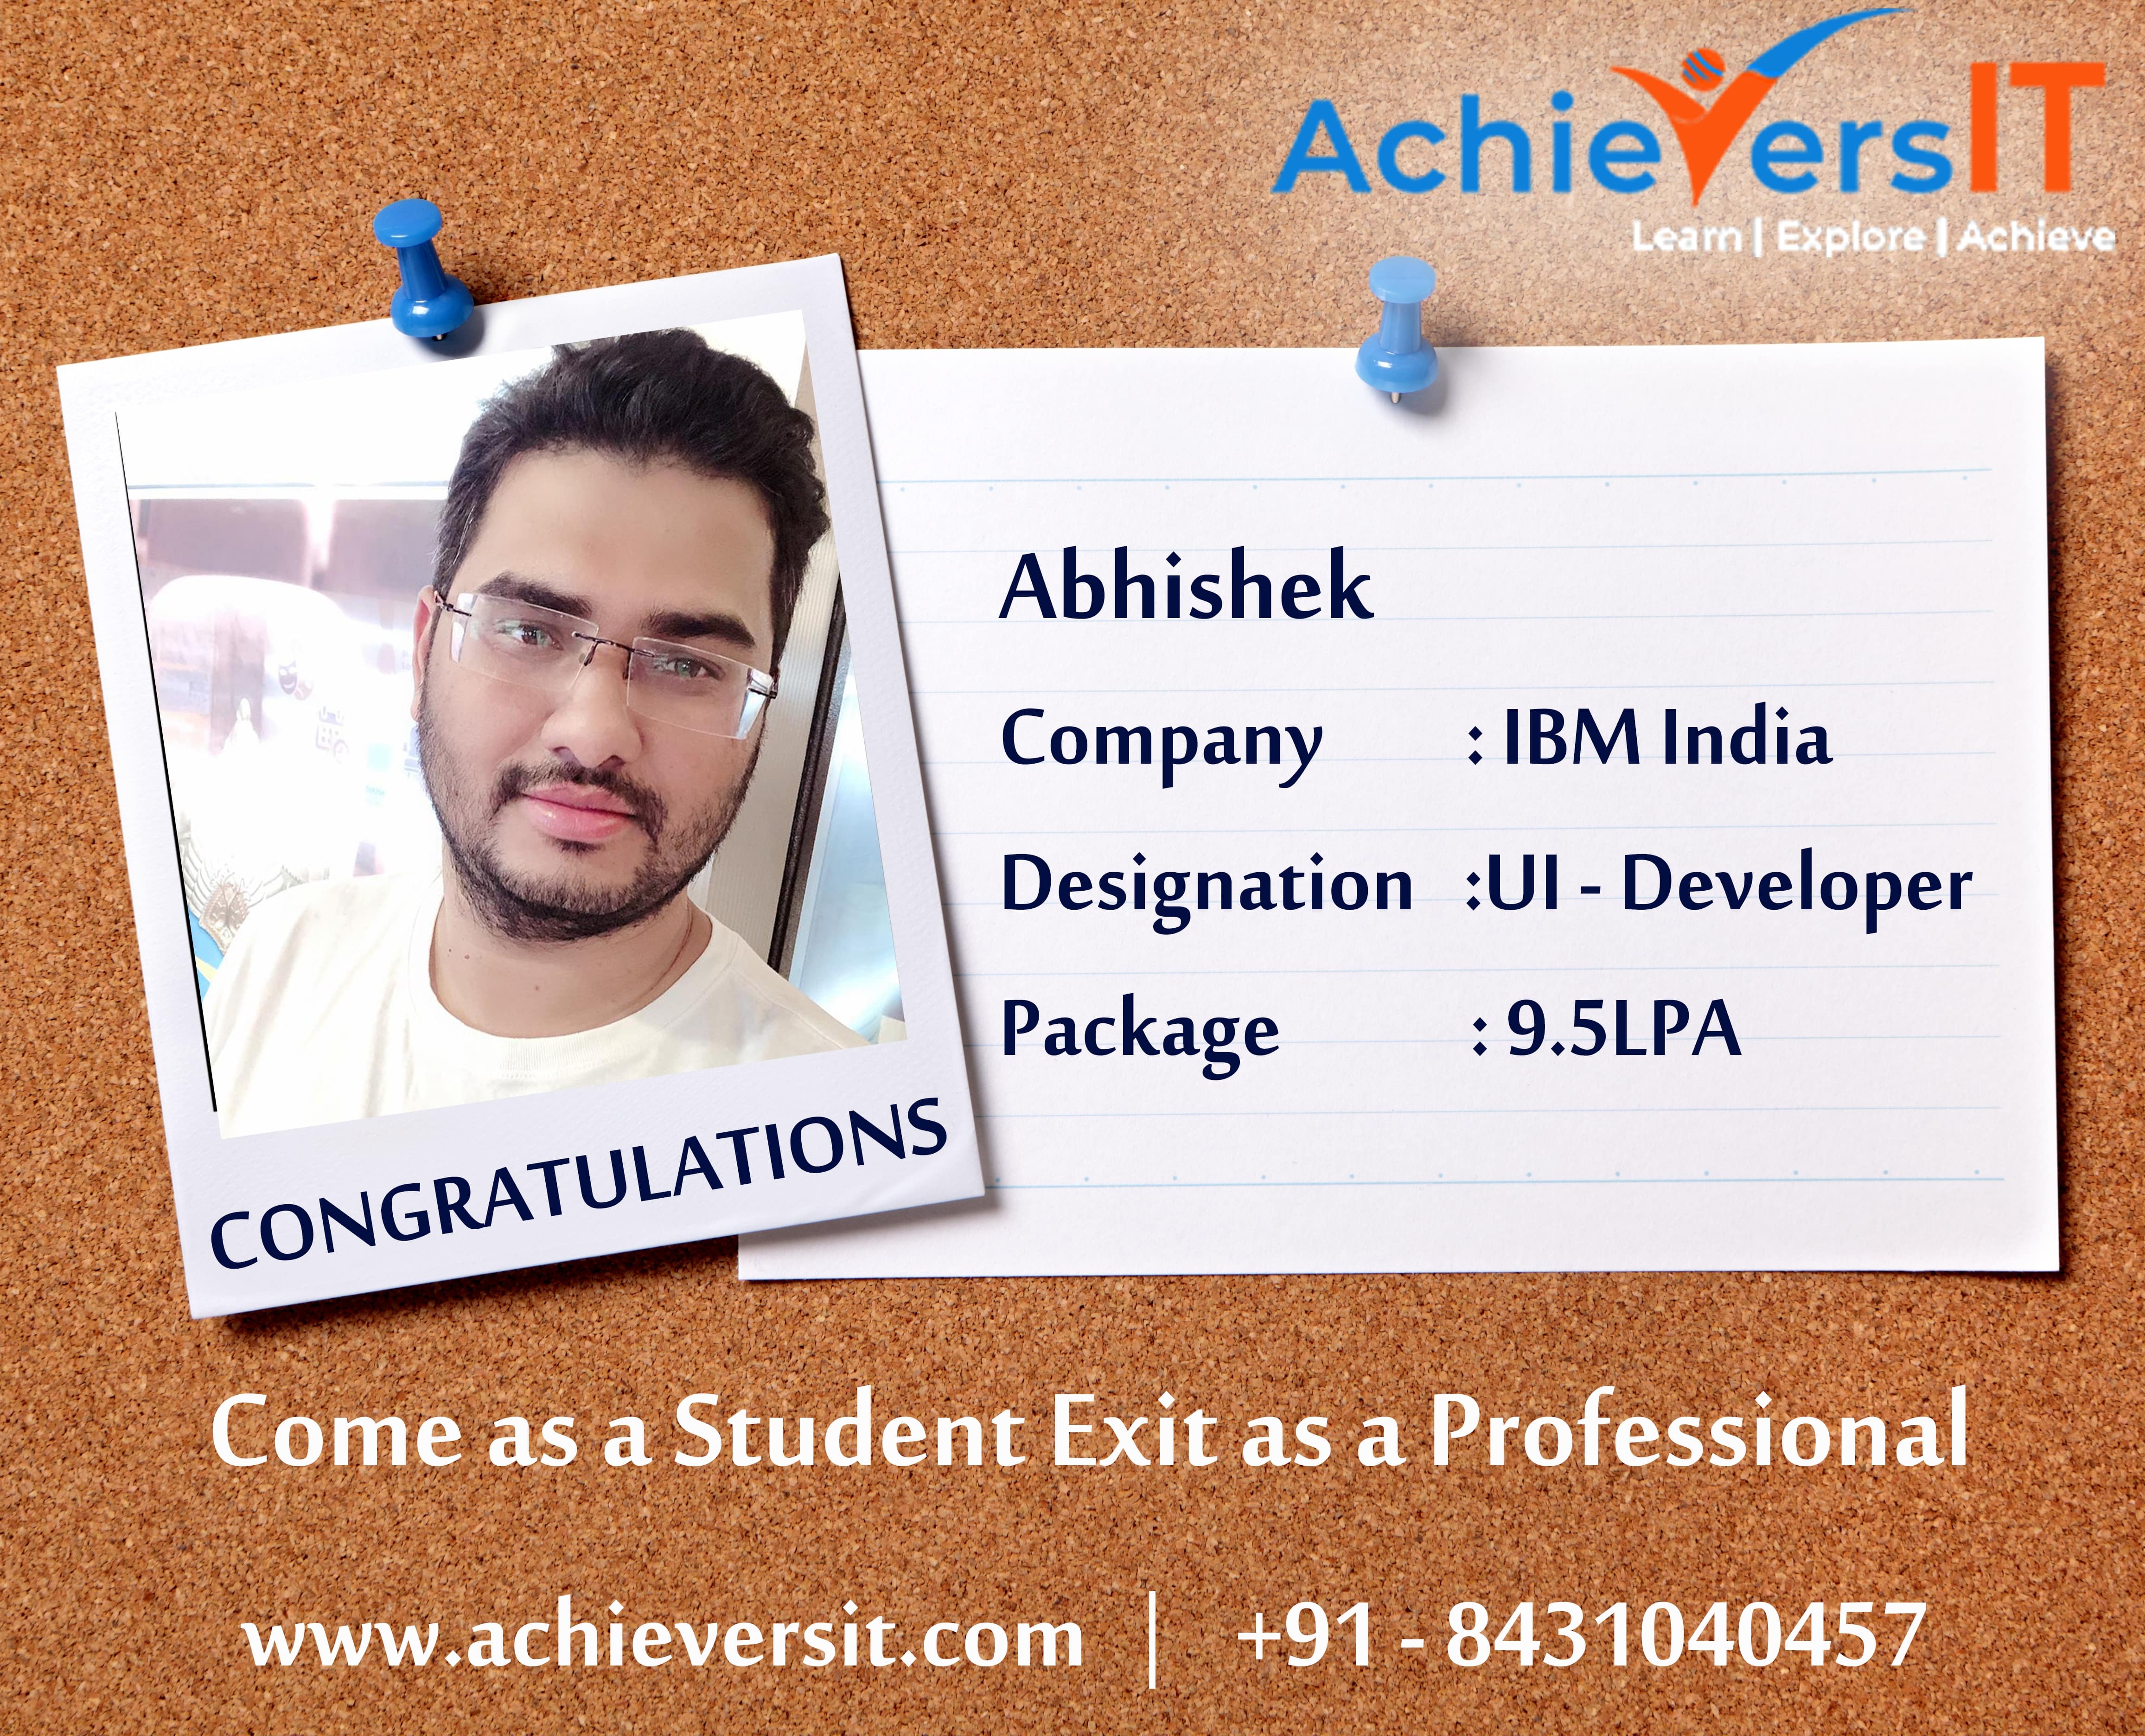 AchieversIT
Learn | Explore | Achieve
Abhishek
Company : IBM India
Designation :UI - Developer
Package : 9.5LPA
CONGRATULATIONS
Come as a Student Exit as a Professional
www.achieversit.com | +91 - 8431040457